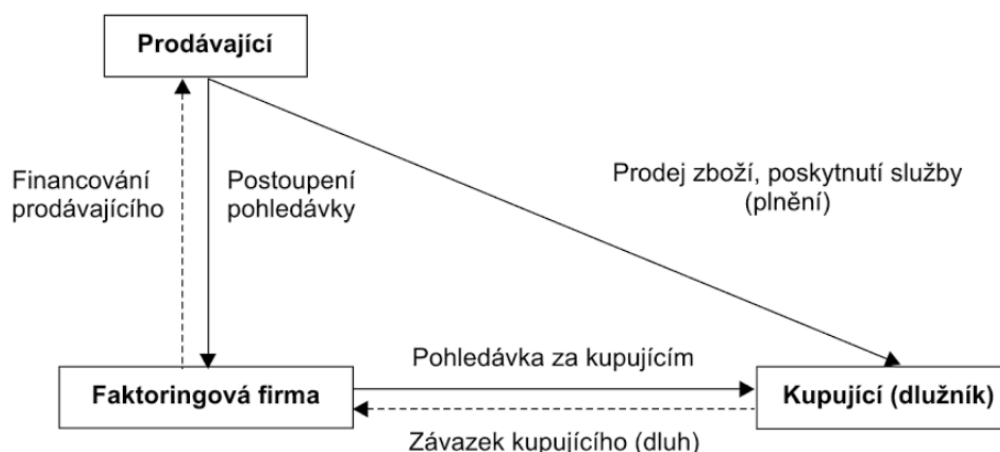 Prodávající
Financování
prodávajícího
Postoupení
pohledávky
Prodej zboží, poskytnutí služby
(plnění)
Pohledávka za kupujícím
Faktoringová firma
Kupující (dlužník)
Závazek kupujícího (dluh)